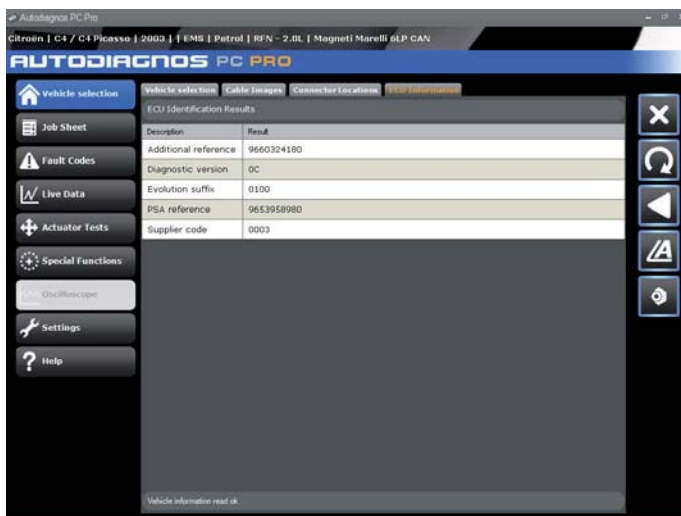 Autodiagnos PC Pro
Citroën | C4 / C4 Picasso | 2003 | | EMS | Petrol | RFN - 2.0L | Magneti Marelli 6LP CAN
AUTODIAGNOS PC PRO
Vehicle selection
Job Sheet
Fault Codes
Live Data
Actuator Tests
Special Functions
Oscilloscope
Settings
Help
Vehicle selection Cable Images Connector Locations ECU Information
ECU Identification Results
Description Result
Additional reference 9660324180
Diagnostic version 0C
Evolution suffix 0100
PSA reference 9653958980
Supplier code 0003
Vehicle information read ok